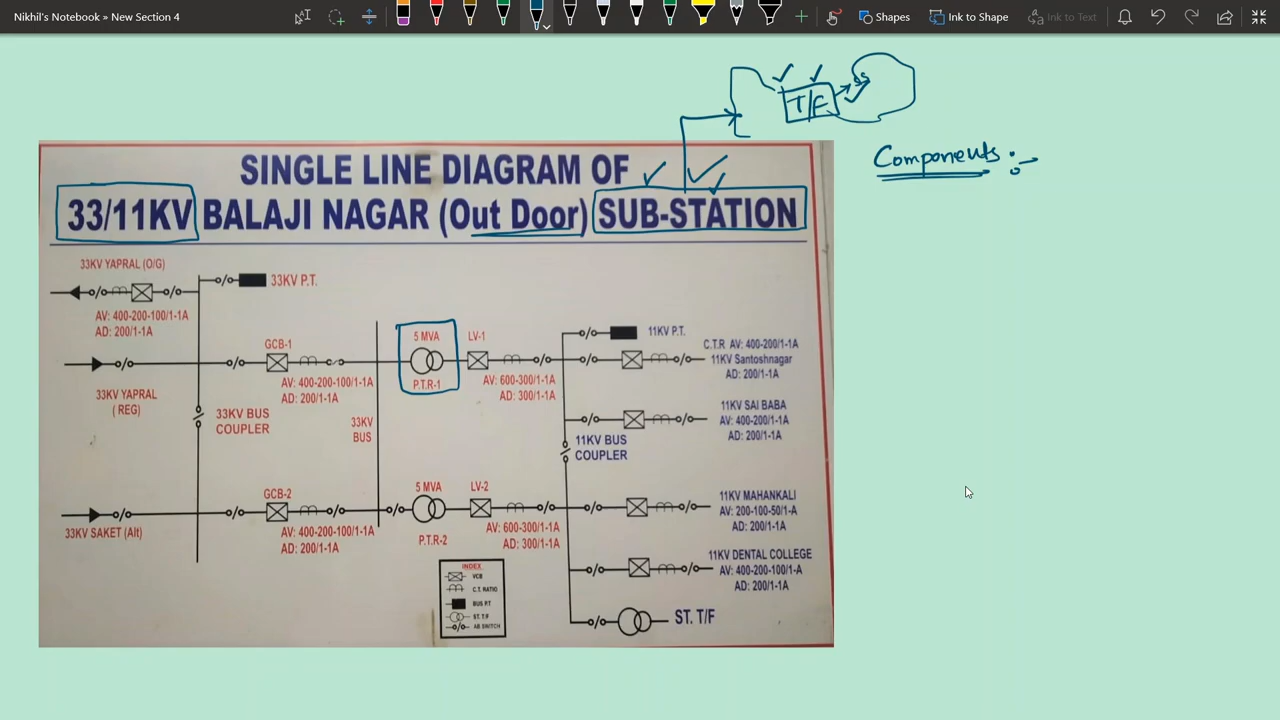 Nikhil's Notebook » New Section 4
Shapes
Ink to Shape
Ink to Text
T/F
Components :-
SINGLE LINE DIAGRAM OF
33/11KV BALAJI NAGAR (Out Door) SUB-STATION
33KV YAPRAL (O/G)
AV: 400-200-100/1-1A
AD: 200/1-1A
33KV P.T.
33KV YAPRAL
( REG)
33KV BUS
COUPLER
33KV SAKET (Alt)
GCB-1
AV: 400-200-100/1-1A
AD: 200/1-1A
33KV
BUS
GCB-2
AV: 400-200-100/1-1A
AD: 200/1-1A
5 MVA
P.T.R-1
LV-1
AV: 600-300/1-1A
AD: 300/1-1A
5 MVA
P.T.R-2
LV-2
AV: 600-300/1-1A
AD: 300/1-1A
11KV P.T.
C.T.R AV: 400-200/1-1A
11KV Santoshnagar
AD: 200/1-1A
11KV SAI BABA
AV: 400-200/1-1A
AD: 200/1-1A
11KV BUS
COUPLER
11KV MAHANKALI
AV: 200-100-50/1-A
AD: 200/1-1A
11KV DENTAL COLLEGE
AV: 400-200-100/1-A
AD: 200/1-1A
ST. T/F
INDEX
VCB
C.T. RATIO
BUS P.T
ST. T/F
AB SWITCH